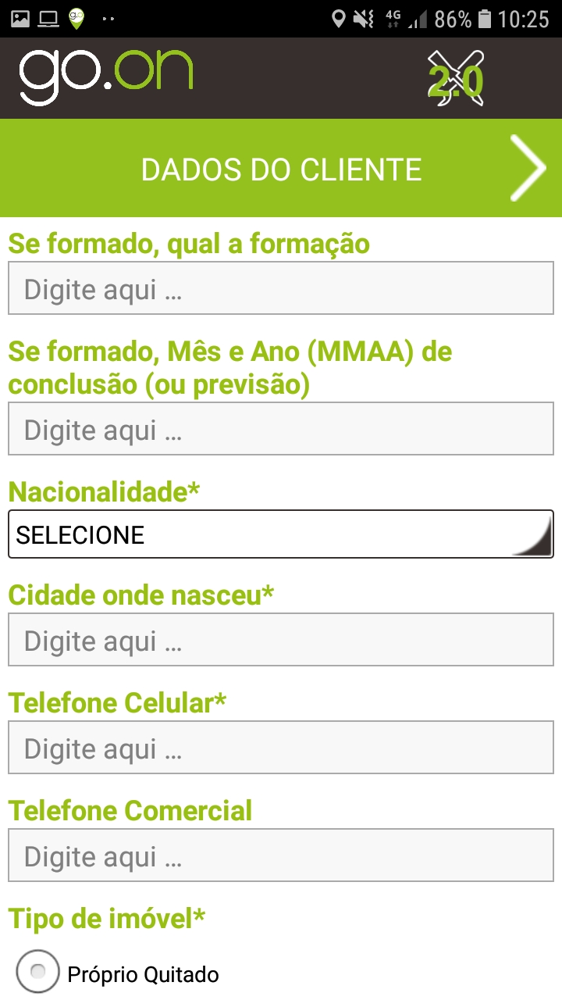 4G 86% 10:25
go.on 2.0
DADOS DO CLIENTE
Se formado, qual a formação
Digite aqui ...
Se formado, Mês e Ano (MMAA) de
conclusão (ou previsão)
Digite aqui ...
Nacionalidade*
SELECIONE
Cidade onde nasceu*
Digite aqui ...
Telefone Celular*
Digite aqui ...
Telefone Comercial
Digite aqui ...
Tipo de imóvel*
Próprio Quitado